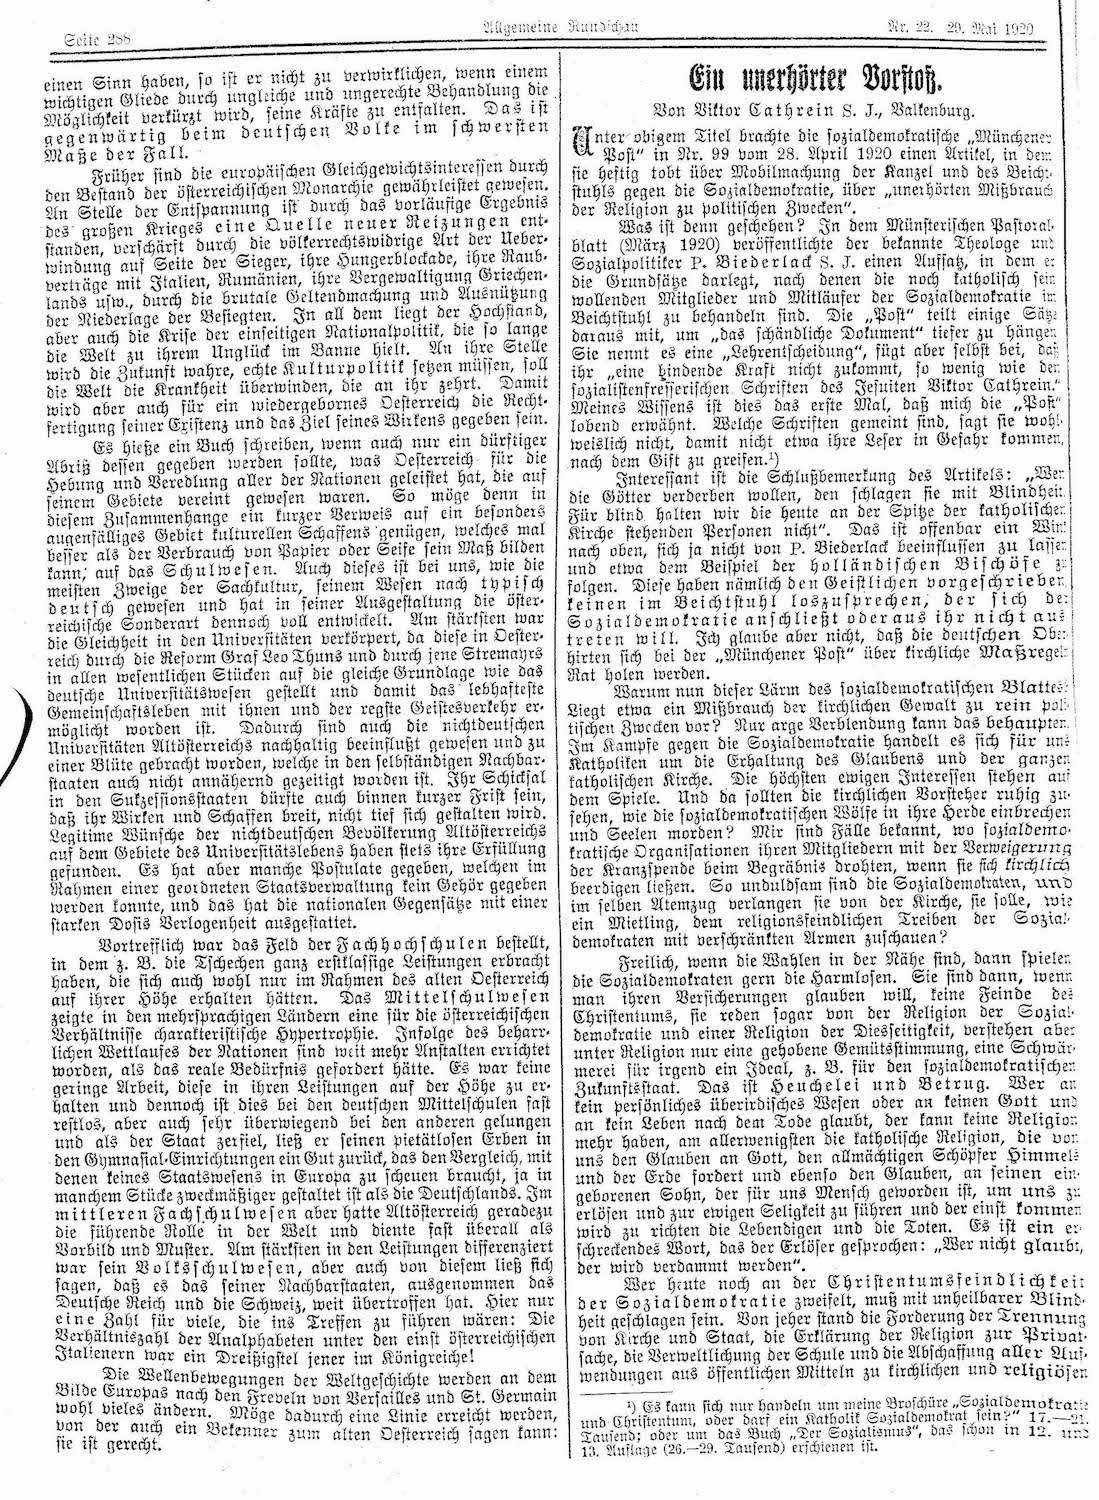 Seite 288
Allgemeine Rundschau
Nr. 22. 29. Mai 1920
einen Sinn haben, so ist er nicht zu verwirklichen, wenn einem
wichtigen Gliede durch ungleiche und ungerechte Behandlung die
Möglichkeit verkürzt wird, seine Kräfte zu entfalten. Das ist
gegenwärtig beim deutschen Volke im schwersten
Maße der Fall.
Früher sind die europäischen Gleichgewichtsinteressen durch
den Bestand der österreichischen Monarchie gewährleistet gewesen.
An Stelle der Entspannung ist durch das vorläufige Ergebnis
des großen Krieges eine Quelle neuer Reizungen ent-
standen, verschärft durch die völkerrechtswidrige Art der Ueber-
windung auf Seite der Sieger, ihre Hungerblockade, ihre Raub-
verträge mit Italien, Rumänien, ihre Vergewaltigung Griechen-
lands usw., durch die brutale Geltendmachung und Ausnützung
der Niederlage der Besiegten. In all dem liegt der Hochstand,
aber auch die Krise der einseitigen Nationalpolitik, die so lange
die Welt zu ihrem Unglück im Banne hielt. An ihre Stelle
wird die Zukunft wahre, echte Kulturpolitik setzen müssen, soll
die Welt die Krankheit überwinden, die an ihr zehrt. Damit
wird aber auch für ein wiedergebornes Oesterreich die Recht-
fertigung seiner Existenz und das Ziel seines Wirkens gegeben sein.
Es hieße ein Buch schreiben, wenn auch nur ein dürftiger
Abriß dessen gegeben werden sollte, was Oesterreich für die
Hebung und Veredlung aller der Nationen geleistet hat, die auf
seinem Gebiete vereint gewesen waren. So möge denn in
diesem Zusammenhange ein kurzer Verweis auf ein besonders
augenfälliges Gebiet kulturellen Schaffens genügen, welches mal
besser als der Verbrauch von Papier oder Seife sein Maß bilden
kann, auf das Schulwesen. Auch dieses ist bei uns, wie die
meisten Zweige der Sachkultur, seinem Wesen nach typisch
deutsch gewesen und hat in seiner Ausgestaltung die öster-
reichische Sonderart dennoch voll entwickelt. Am stärksten war
die Gleichheit in den Universitäten verkörpert, da diese in Oester-
reich durch die Reform Graf Leo Thuns und durch jene Stremayrs
in allen wesentlichen Stücken auf die gleiche Grundlage wie das
deutsche Universitätswesen gestellt und damit das lebhafteste
Gemeinschaftsleben mit ihnen und der regste Geistesverkehr er-
möglicht worden ist. Dadurch sind auch die nichtdeutschen
Universitäten Altösterreichs nachhaltig beeinflußt gewesen und zu
einer Blüte gebracht worden, welche in den selbständigen Nachbar-
staaten auch nicht annähernd gezeitigt worden ist. Ihr Schicksal
in den Sukzessionsstaaten dürfte auch binnen kurzer Frist sein,
daß ihr Wirken und Schaffen breit, nicht tief sich gestalten wird.
Legitime Wünsche der nichtdeutschen Bevölkerung Altösterreichs
auf dem Gebiete des Universitätslebens haben stets ihre Erfüllung
gefunden. Es hat aber manche Postulate gegeben, welchen im
Rahmen einer geordneten Staatsverwaltung kein Gehör gegeben
werden konnte, und das hat die nationalen Gegensätze mit einer
starken Dosis Verlogenheit ausgestattet.
Vortrefflich war das Feld der Fachhochschulen bestellt,
in dem z. B. die Tschechen ganz erstklassige Leistungen erbracht
haben, die sich auch wohl nur im Rahmen des alten Oesterreich
auf ihrer Höhe erhalten hätten. Das Mittelschulwesen
zeigte in den mehrsprachigen Ländern eine für die österreichischen
Verhältnisse charakteristische Hypertrophie. Infolge des beharr-
lichen Wettlaufes der Nationen sind weit mehr Anstalten errichtet
worden, als das reale Bedürfnis gefordert hätte. Es war keine
geringe Arbeit, diese in ihren Leistungen auf der Höhe zu er-
halten und dennoch ist dies bei den deutschen Mittelschulen fast
restlos, aber auch sehr überwiegend bei den anderen gelungen
und als der Staat zerfiel, ließ er seinen pietätlosen Erben in
den Gymnasial-Einrichtungen ein Gut zurück, das den Vergleich, mit
denen keines Staatswesens in Europa zu scheuen braucht, ja in
manchem Stücke zweckmäßiger gestaltet ist als die Deutschlands. Im
mittleren Fachschulwesen aber hatte Altösterreich geradezu
die führende Rolle in der Welt und diente fast überall als
Vorbild und Muster. Am stärksten in den Leistungen differenziert
war sein Volksschulwesen, aber auch von diesem ließ sich
sagen, daß es das seiner Nachbarstaaten, ausgenommen das
Deutsche Reich und die Schweiz, weit übertroffen hat. Hier nur
eine Zahl für viele, die ins Treffen zu führen wären: Die
Verhältniszahl der Analphabeten unter den einst österreichischen
Italienern war ein Dreißigstel jener im Königreiche!
Die Wellenbewegungen der Weltgeschichte werden an dem
Bilde Europas nach den Freveln von Versailles und St. Germain
wohl vieles ändern. Möge dadurch eine Linie erreicht werden,
von der auch ein Bekenner zum alten Oesterreich sagen kann:
sie ist gerecht.
Ein unerhörter Vorstoß.
Von Viktor Cathrein S. J., Valkenburg.
Unter obigem Titel brachte die sozialdemokratische „Münchener
Post“ in Nr. 99 vom 28. April 1920 einen Artikel, in dem
sie heftig tobt über Mobilmachung der Kanzel und des Beicht-
stuhls gegen die Sozialdemokratie, über „unerhörten Mißbrauch
der Religion zu politischen Zwecken“.
Was ist denn geschehen? In dem Münsterischen Pastoral-
blatt (März 1920) veröffentlichte der bekannte Theologe und
Sozialpolitiker P. Biederlack S. J. einen Aufsatz, in dem er
die Grundsätze darlegt, nach denen die noch katholisch sein
wollenden Mitglieder und Mitläufer der Sozialdemokratie im
Beichtstuhl zu behandeln sind. Die „Post“ teilt einige Sätze
daraus mit, um „das schändliche Dokument“ tiefer zu hängen.
Sie nennt es eine „Lehrentscheidung“, fügt aber selbst bei, daß
ihr „eine bindende Kraft nicht zukommt, so wenig wie den
sozialistenfresserischen Schriften des Jesuiten Viktor Cathrein.“
Meines Wissens ist dies das erste Mal, daß mich die „Post“
lobend erwähnt. Welche Schriften gemeint sind, sagt sie wohl-
weislich nicht, damit nicht etwa ihre Leser in Gefahr kommen,
nach dem Gift zu greifen.¹)
Interessant ist die Schlußbemerkung des Artikels: „Wen
die Götter verderben wollen, den schlagen sie mit Blindheit.
Für blind halten wir die heute an der Spitze der katholischen
Kirche stehenden Personen nicht“. Das ist offenbar ein Wink
nach oben, sich ja nicht von P. Biederlack beeinflussen zu lassen
und etwa dem Beispiel der holländischen Bischöfe zu
folgen. Diese haben nämlich den Geistlichen vorgeschrieben,
keinen im Beichtstuhl loszusprechen, der sich der
Sozialdemokratie anschließt oder aus ihr nicht aus-
treten will. Ich glaube aber nicht, daß die deutschen Ober-
hirten sich bei der „Münchener Post“ über kirchliche Maßregeln
Rat holen werden.
Warum nun dieser Lärm des sozialdemokratischen Blattes?
Liegt etwa ein Mißbrauch der kirchlichen Gewalt zu rein poli-
tischen Zwecken vor? Nur arge Verblendung kann das behaupten.
Im Kampfe gegen die Sozialdemokratie handelt es sich für uns
Katholiken um die Erhaltung des Glaubens und der ganzen
katholischen Kirche. Die höchsten ewigen Interessen stehen auf
dem Spiele. Und da sollten die kirchlichen Vorsteher ruhig zu-
sehen, wie die sozialdemokratischen Wölfe in ihre Herde einbrechen
und Seelen morden? Mir sind Fälle bekannt, wo sozialdemo-
kratische Organisationen ihren Mitgliedern mit der Verweigerung
der Kranzspende beim Begräbnis drohten, wenn sie sich kirchlich
beerdigen ließen. So unduldsam sind die Sozialdemokraten, und
im selben Atemzug verlangen sie von der Kirche, sie solle, wie
ein Mietling, dem religionsfeindlichen Treiben der Sozial-
demokraten mit verschränkten Armen zuschauen?
Freilich, wenn die Wahlen in der Nähe sind, dann spielen
die Sozialdemokraten gern die Harmlosen. Sie sind dann, wenn
man ihren Versicherungen glauben will, keine Feinde des
Christentums, sie reden sogar von der Religion der Sozial-
demokratie und einer Religion der Diesseitigkeit, verstehen aber
unter Religion nur eine gehobene Gemütsstimmung, eine Schwär-
merei für irgend ein Ideal, z. B. für den sozialdemokratischen
Zukunftsstaat. Das ist Heuchelei und Betrug. Wer an
kein persönliches überirdisches Wesen oder an keinen Gott und
an kein Leben nach dem Tode glaubt, der kann keine Religion
mehr haben, am allerwenigsten die katholische Religion, die von
uns den Glauben an Gott, den allmächtigen Schöpfer Himmels
und der Erde fordert und ebenso den Glauben, an seinen ein-
geborenen Sohn, der für uns Mensch geworden ist, um uns zu
erlösen und zur ewigen Seligkeit zu führen und der einst kommen
wird zu richten die Lebendigen und die Toten. Es ist ein er-
schreckendes Wort, das der Erlöser gesprochen: „Wer nicht glaubt,
der wird verdammt werden“.
Wer heute noch an der Christentumsfeindlichkeit
der Sozialdemokratie zweifelt, muß mit unheilbarer Blind-
heit geschlagen sein. Von jeher stand die Forderung der Trennung
von Kirche und Staat, die Erklärung der Religion zur Privat-
sache, die Verweltlichung der Schule und die Abschaffung aller Auf-
wendungen aus öffentlichen Mitteln zu kirchlichen und religiösen
¹) Es kann sich nur handeln um meine Broschüre „Sozialdemokratie
und Christentum, oder darf ein Katholik Sozialdemokrat sein?“ 17.—21.
Tausend; oder um das Buch „Der Sozialismus“, das schon in 12. und
13. Auflage (26.—29. Tausend) erschienen ist.